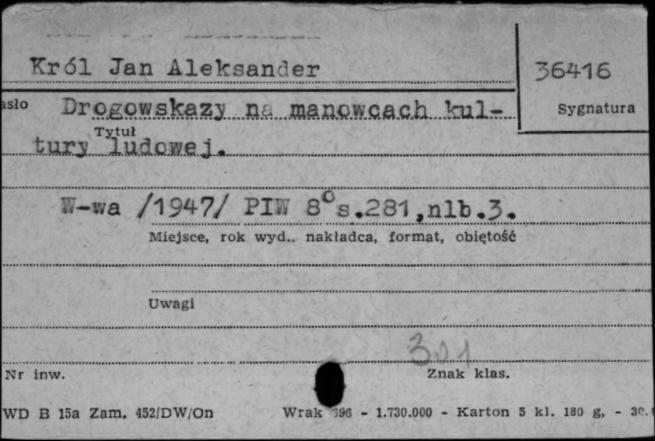 Król Jan Aleksander
36416
asło Drogowskazy na manowcach kul-
Sygnatura
Tytuł
tury ludowej.
W-wa /1947/ PIW 8° s.281,nlb.3.
Miejsce, rok wyd., nakładca, format, obiętość
Uwagi
301
Nr inw.
Znak klas.
WD B 15a Zam. 452/DW/On Wrak 396 - 1.730.000 - Karton 5 kl. 180 g, - 30.